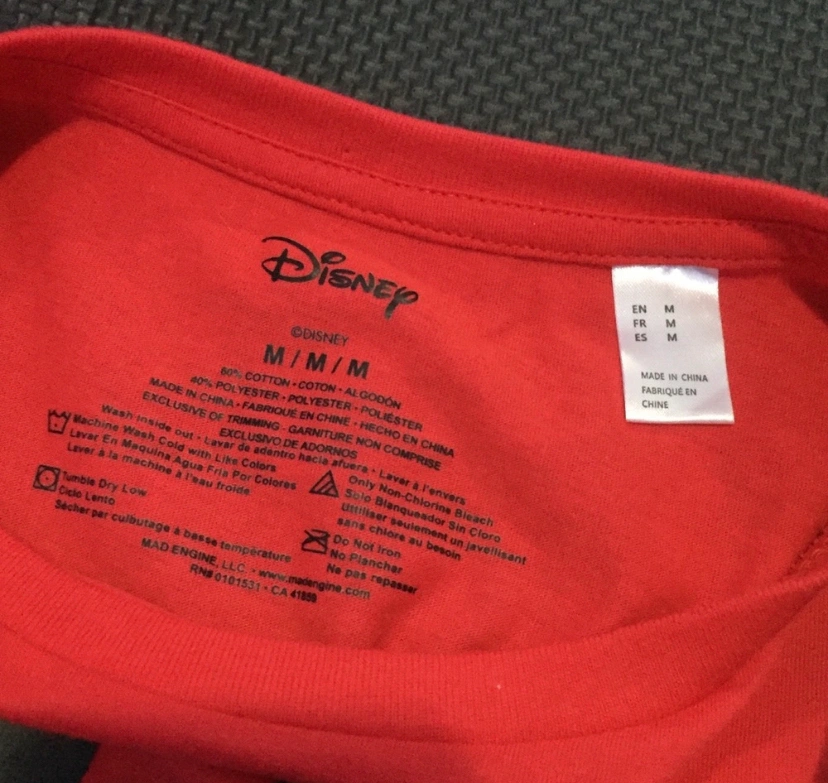 Disney
©DISNEY
M / M / M
60% COTTON • COTON • ALGODÓN
40% POLYESTER • POLYESTER • POLIÉSTER
MADE IN CHINA • FABRIQUÉ EN CHINE • HECHO EN CHINA
EXCLUSIVE OF TRIMMING • GARNITURE NON COMPRISE
EXCLUSIVO DE ADORNOS
Wash inside out • Lavar de adentro hacia afuera • Laver à l'envers
Machine Wash Cold with Like Colors
Lavar En Maquina Agua Fria Por Colores
Laver à la machine à l'eau froide
Only Non-Chlorine Bleach
Solo Blanqueador Sin Cloro
Utiliser seulement un javellisant
sans chlore au besoin
Tumble Dry Low
Ciclo Lento
Sécher par culbutage à basse température
Do Not Iron
No Planchar
Ne pas repasser
MAD ENGINE, LLC. • www.madengine.com
RN# 0101531 • CA 41859
EN M
FR M
ES M
MADE IN CHINA
FABRIQUÉ EN
CHINE